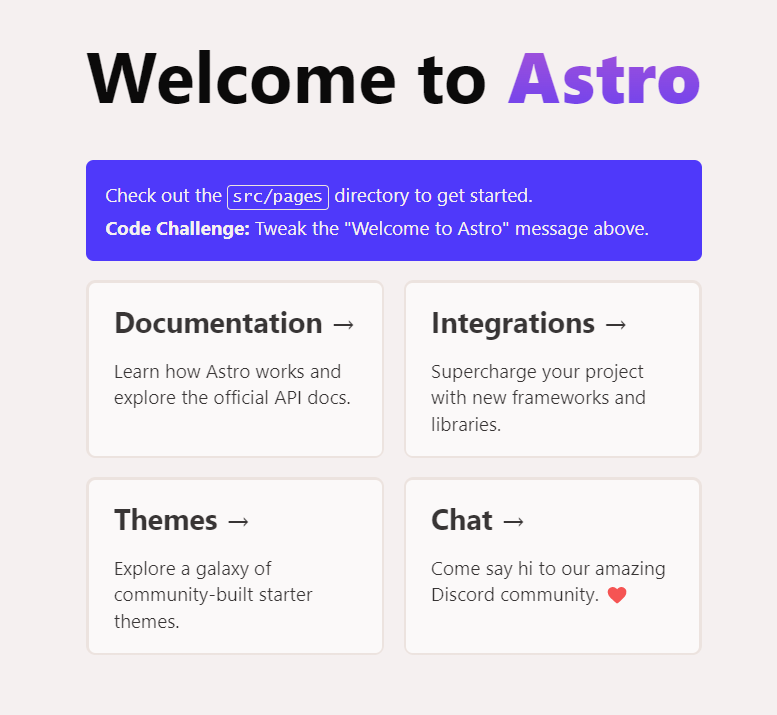 Welcome to Astro
Check out the src/pages directory to get started.
Code Challenge: Tweak the "Welcome to Astro" message above.
Documentation →
Learn how Astro works and
explore the official API docs.
Integrations →
Supercharge your project
with new frameworks and
libraries.
Themes →
Explore a galaxy of
community-built starter
themes.
Chat →
Come say hi to our amazing
Discord community. ❤️